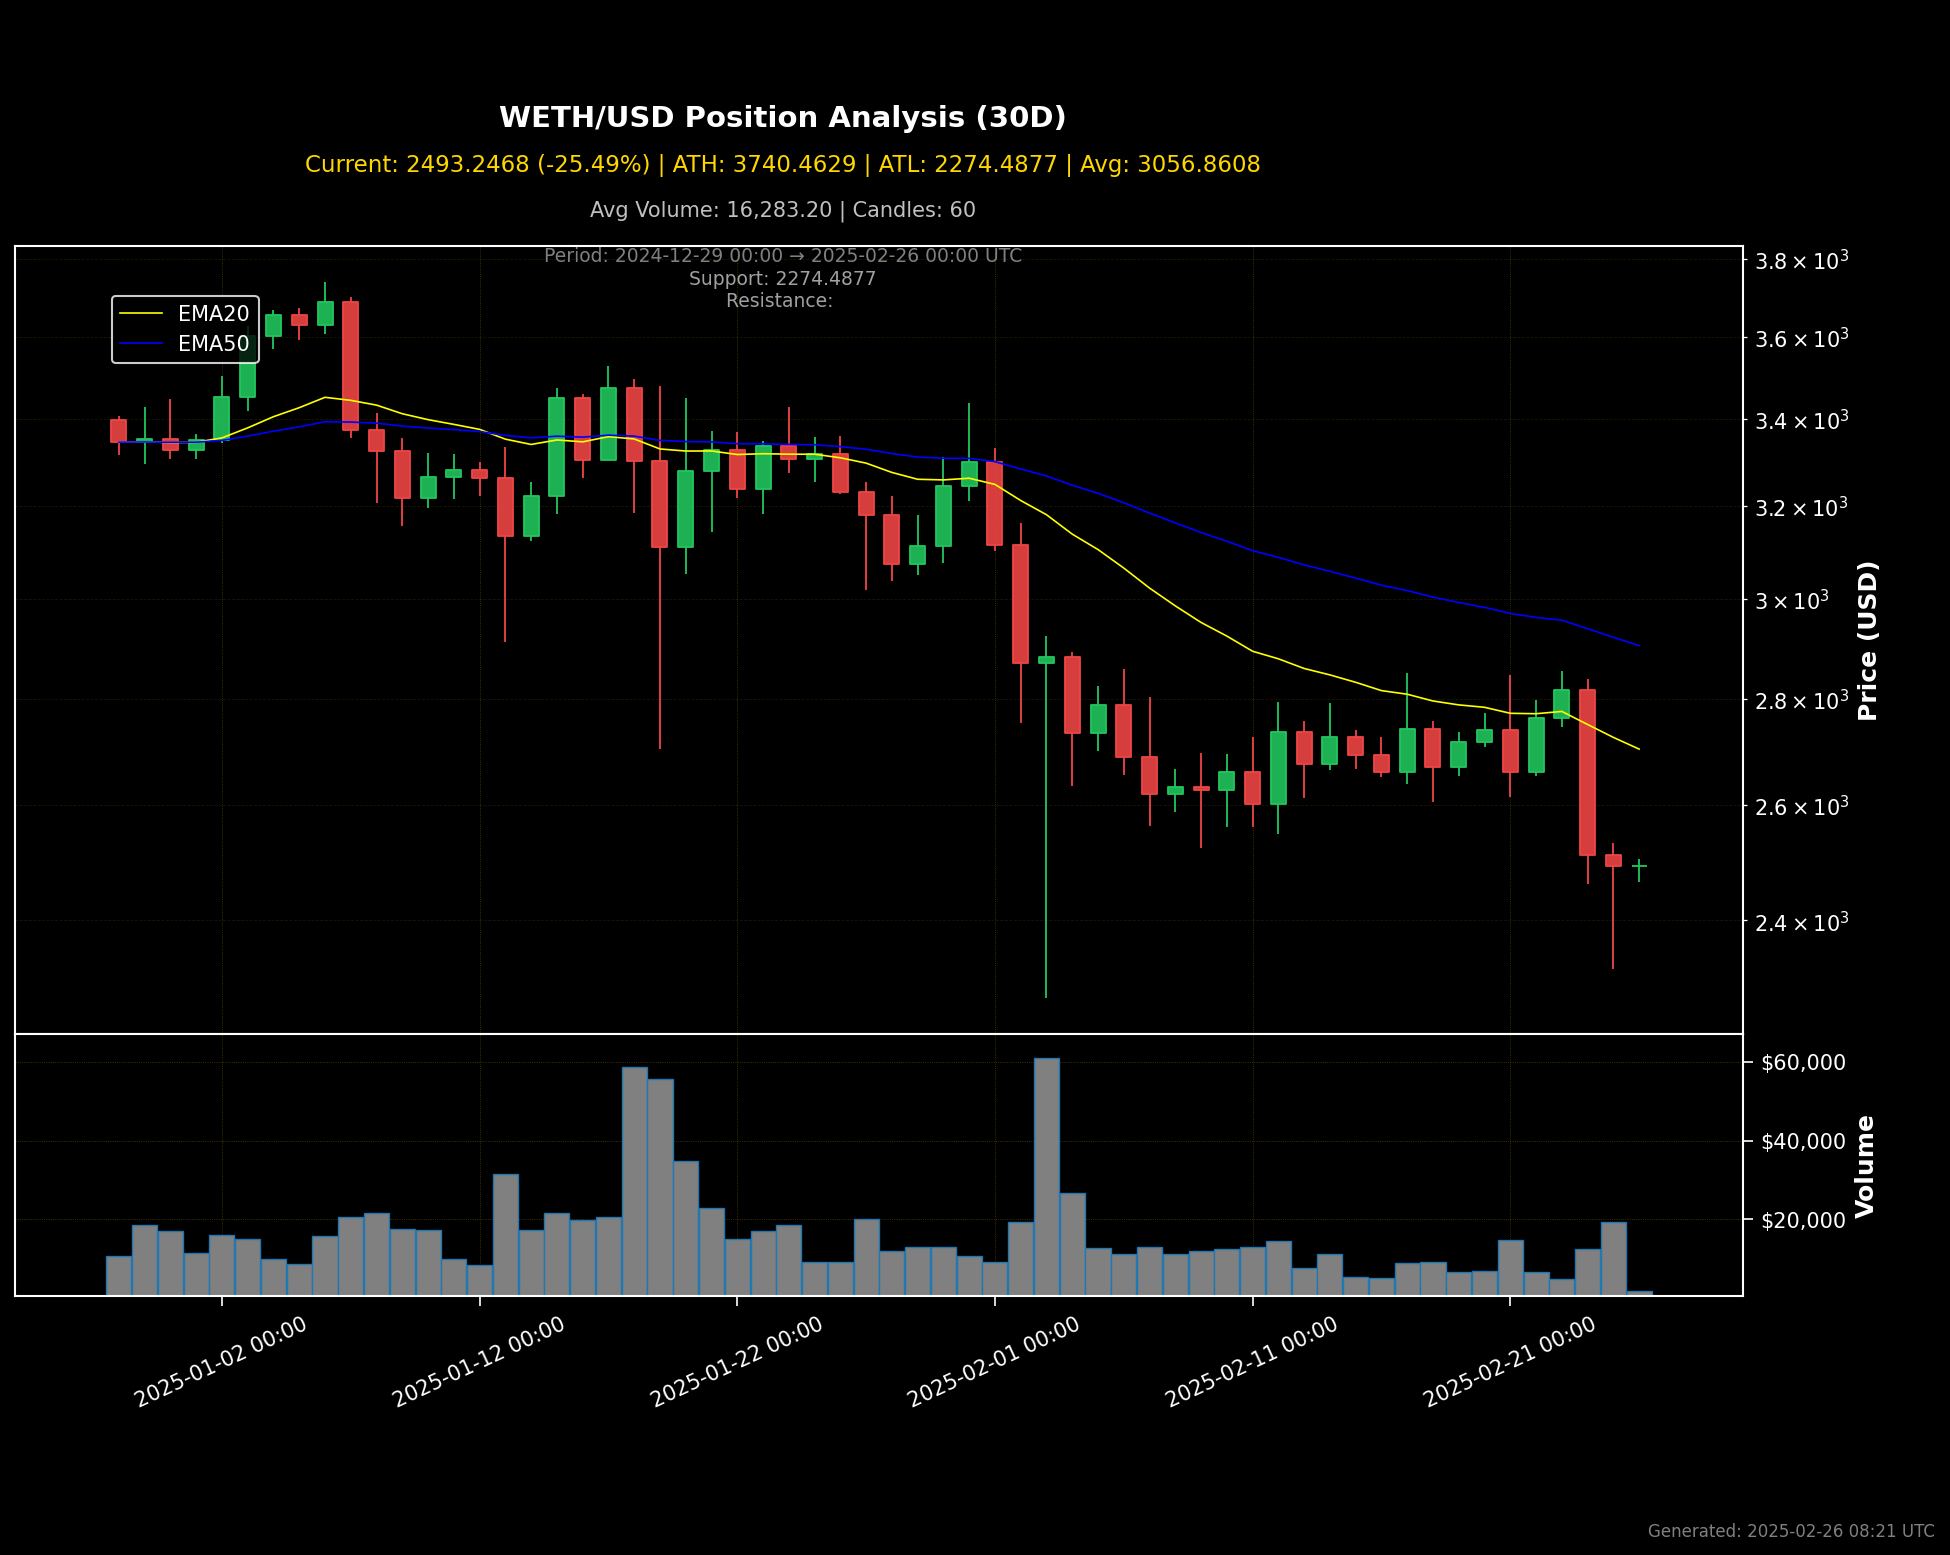 WETH/USD Position Analysis (30D)
Current: 2493.2468 (-25.49%) | ATH: 3740.4629 | ATL: 2274.4877 | Avg: 3056.8608
Avg Volume: 16,283.20 | Candles: 60
Period: 2024-12-29 00:00 → 2025-02-26 00:00 UTC
Support: 2274.4877
Resistance:
EMA20
EMA50
3.8 × 10³
3.6 × 10³
3.4 × 10³
3.2 × 10³
3 × 10³
2.8 × 10³
2.6 × 10³
2.4 × 10³
Price (USD)
$60,000
$40,000
$20,000
Volume
2025-01-02 00:00
2025-01-12 00:00
2025-01-22 00:00
2025-02-01 00:00
2025-02-11 00:00
2025-02-21 00:00
Generated: 2025-02-26 08:21 UTC